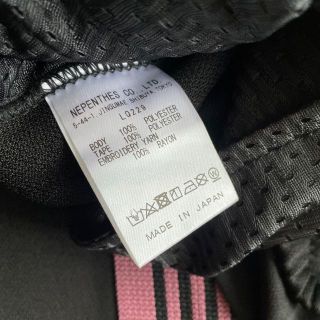 NEPENTHES CO., LTD
5-44-1, JINGUMAE SHIBUYA TOKYO
LQ229
BODY 100% POLYESTER
TAPE 100% POLYESTER
EMBROIDERY YARN 100% RAYON
MADE IN JAPAN